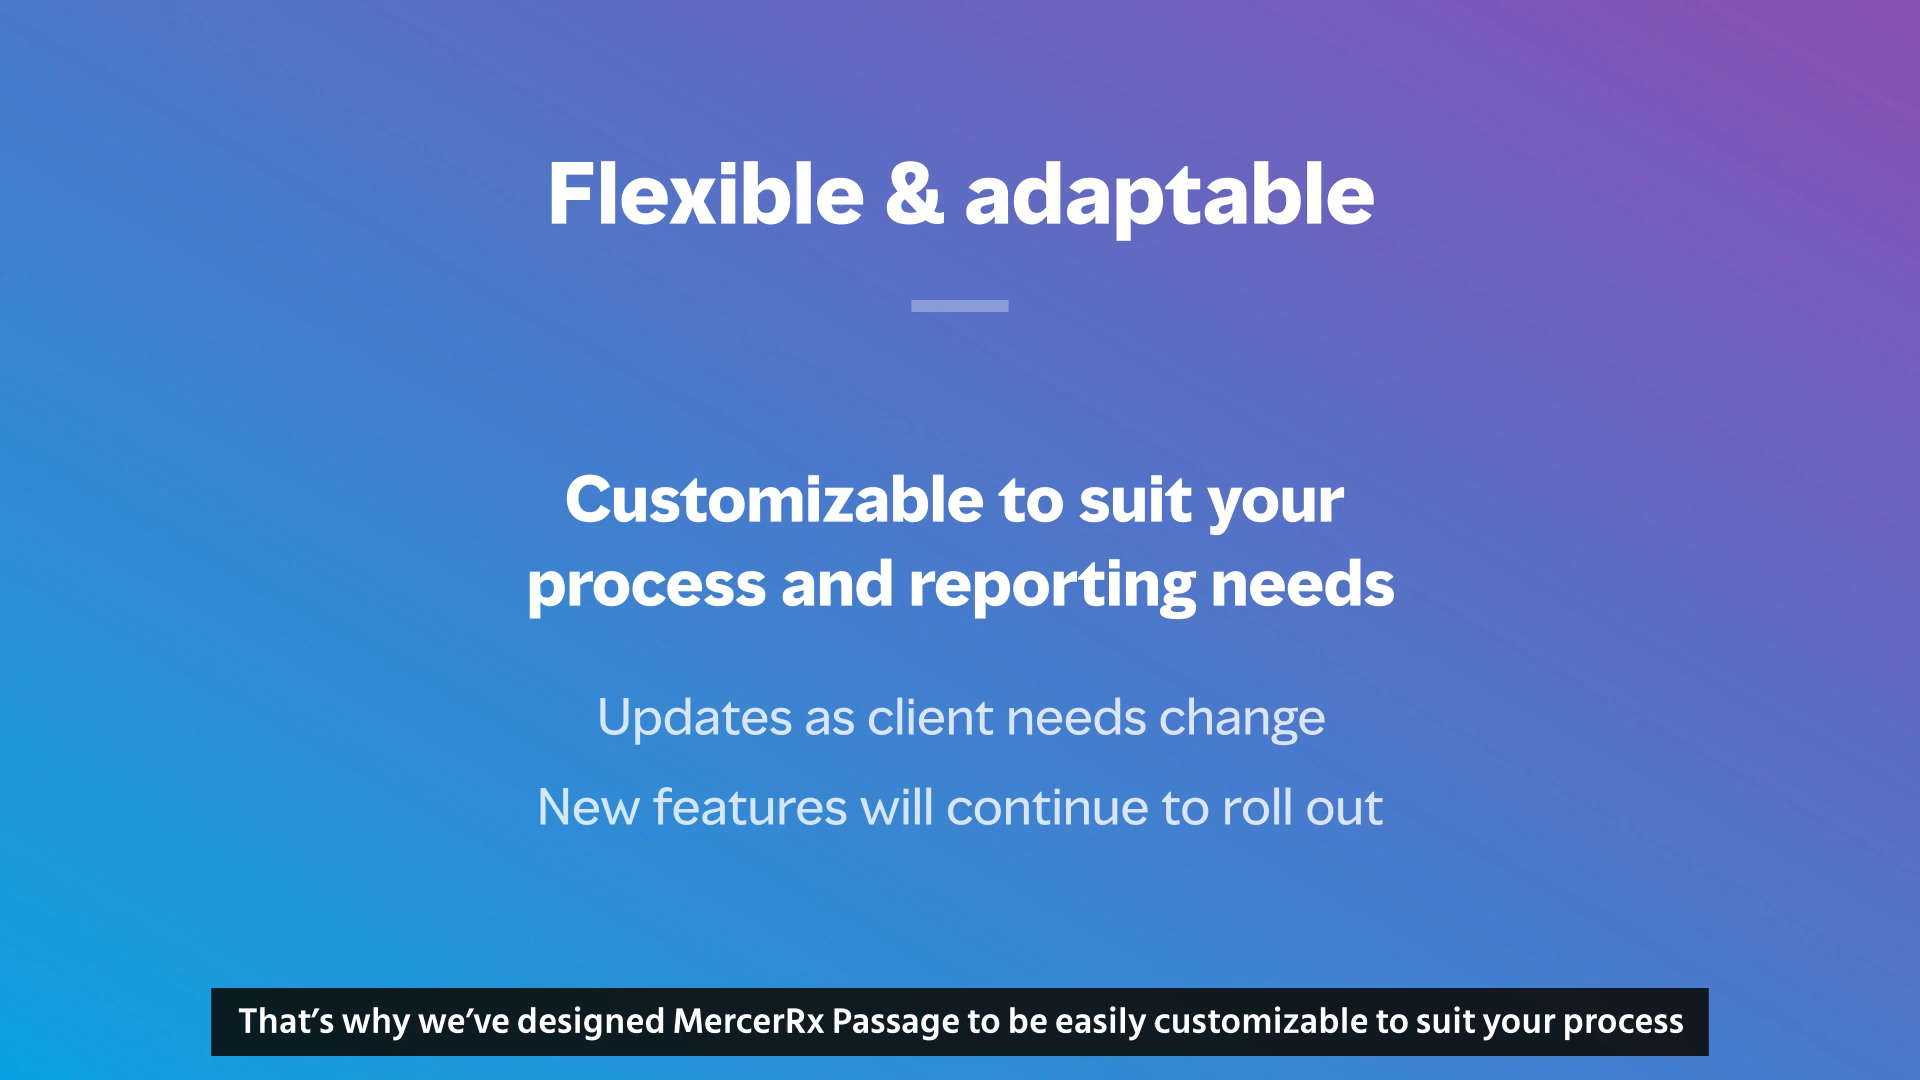 Flexible & adaptable
Customizable to suit your
process and reporting needs
Updates as client needs change
New features will continue to roll out
That’s why we’ve designed MercerRx Passage to be easily customizable to suit your process